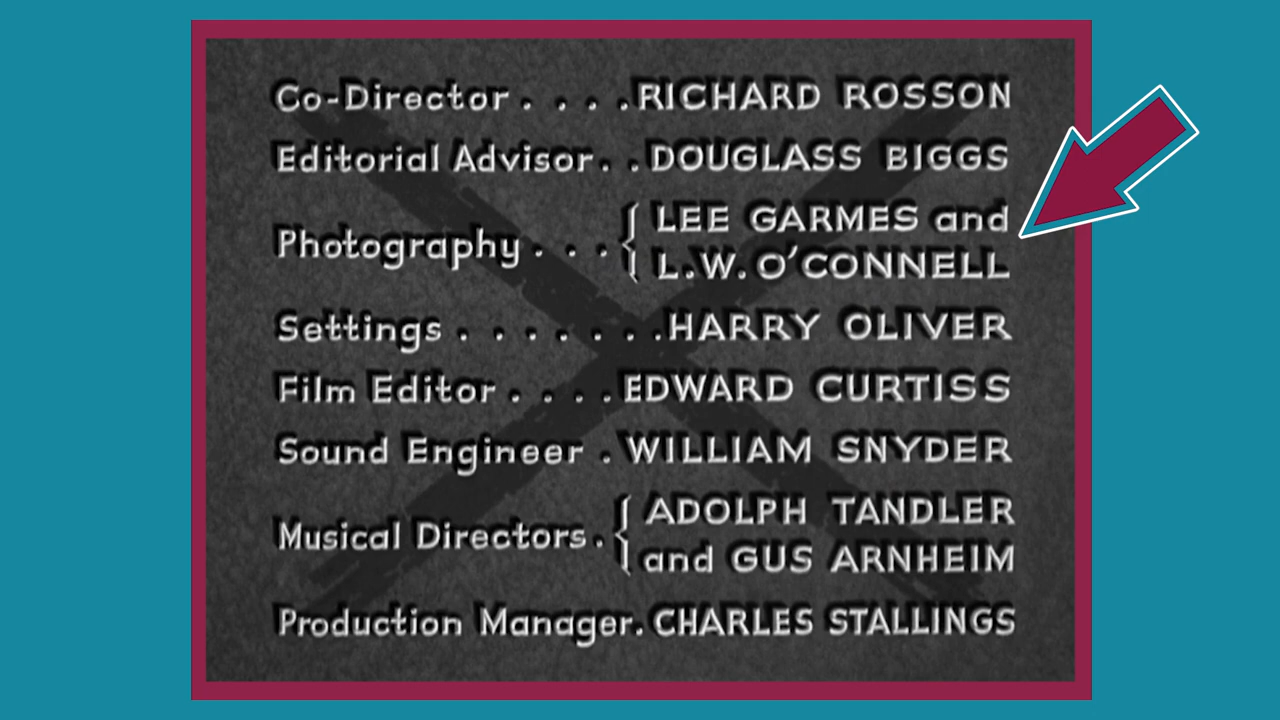 Co-Director . . . . RICHARD ROSSON
Editorial Advisor. . DOUGLASS BIGGS
Photography . . . { LEE GARMES and
L.W. O'CONNELL
Settings . . . . . . . HARRY OLIVER
Film Editor . . . . EDWARD CURTISS
Sound Engineer . WILLIAM SNYDER
Musical Directors . { ADOLPH TANDLER
and GUS ARNHEIM
Production Manager. CHARLES STALLINGS